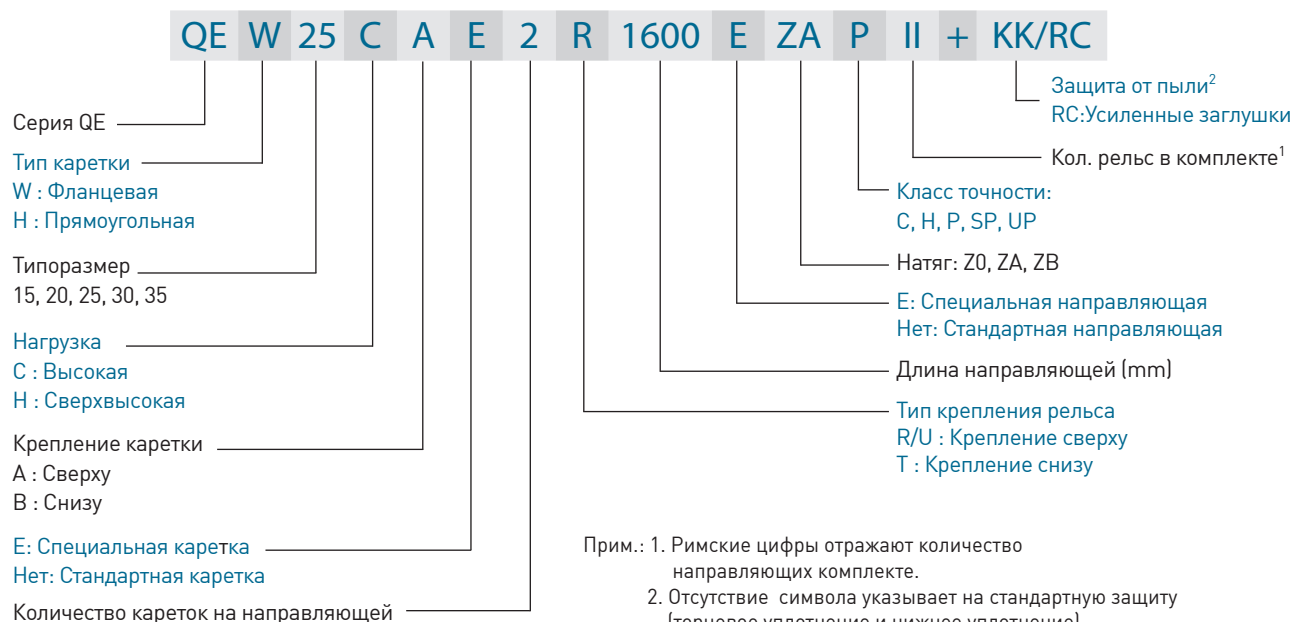 QE W 25 C A E 2 R 1600 E ZA P II + KK/RC
Серия QE
Тип каретки
W : Фланцевая
H : Прямоугольная
Типоразмер
15, 20, 25, 30, 35
Нагрузка
C : Высокая
H : Сверхвысокая
Крепление каретки
A : Сверху
B : Снизу
E: Специальная каретка
Нет: Стандартная каретка
Количество кареток на направляющей
Защита от пыли²
RC:Усиленные заглушки
Кол. рельс в комплекте¹
Класс точности:
C, H, P, SP, UP
Натяг: Z0, ZA, ZB
E: Специальная направляющая
Нет: Стандартная направляющая
Длина направляющей (mm)
Тип крепления рельса
R/U : Крепление сверху
T : Крепление снизу
Прим.: 1. Римские цифры отражают количество
направляющих комплекте.
2. Отсутствие символа указывает на стандартную защиту
(торцевое уплотнение и нижнее уплотнение)